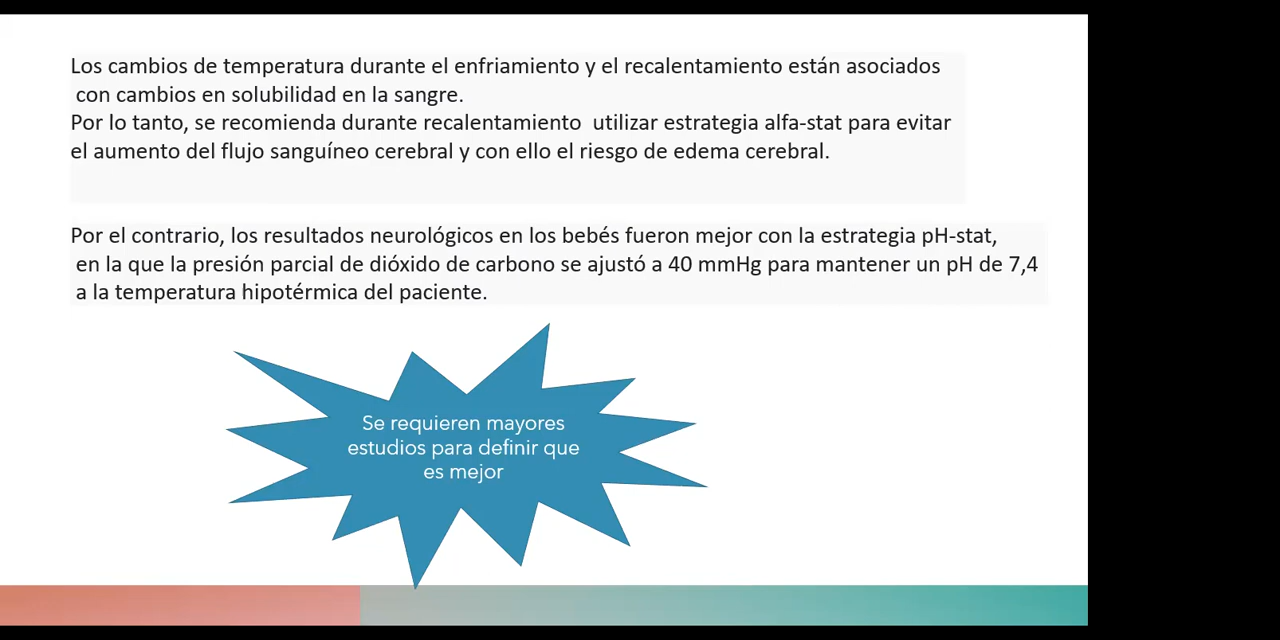 Los cambios de temperatura durante el enfriamiento y el recalentamiento están asociados
con cambios en solubilidad en la sangre.
Por lo tanto, se recomienda durante recalentamiento utilizar estrategia alfa-stat para evitar
el aumento del flujo sanguíneo cerebral y con ello el riesgo de edema cerebral.
Por el contrario, los resultados neurológicos en los bebés fueron mejor con la estrategia pH-stat,
en la que la presión parcial de dióxido de carbono se ajustó a 40 mmHg para mantener un pH de 7,4
a la temperatura hipotérmica del paciente.
Se requieren mayores
estudios para definir que
es mejor